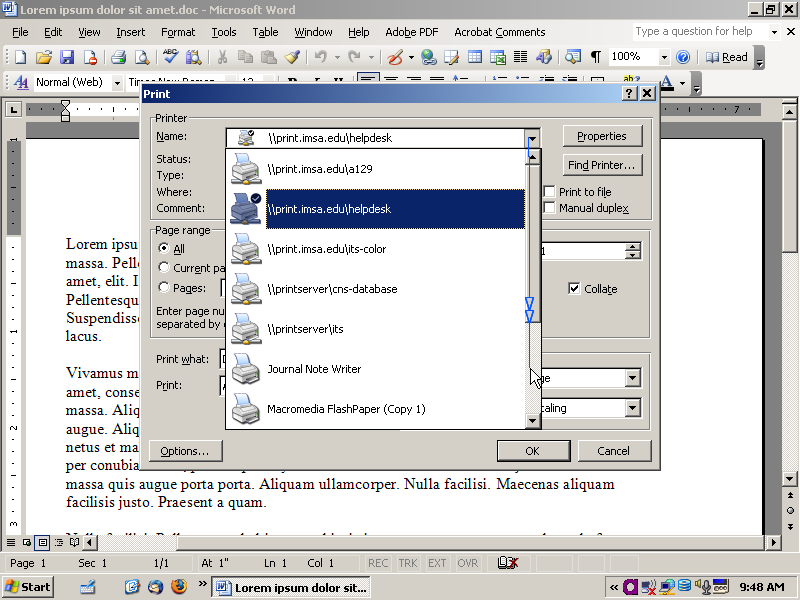 Lorem ipsum dolor sit amet.doc - Microsoft Word
File Edit View Insert Format Tools Table Window Help Adobe PDF Acrobat Comments Type a question for help
100% Read
Normal (Web)
Print
Printer
Name: \\print.imsa.edu\helpdesk Properties
Status:
Type: Find Printer...
Where: Print to file
Comment: Manual duplex
\\print.imsa.edu\a129
\\print.imsa.edu\helpdesk
\\print.imsa.edu\its-color
\\printserver\cns-database
\\printserver\its
Journal Note Writer
Macromedia FlashPaper (Copy 1)
Page range
All 1
Current pa
Pages: Collate
Enter page nu
separated by
Print what:
Print:
Options... OK Cancel
7
1
2
3
Lorem ipsu
massa. Pell
amet, elit. I
Pellentesqu
Suspendiss
lacus.
Vivamus m
amet, conse
massa. Aliq
augue. Aliq
netus et ma
per conubia
massa quis augue porta porta. Aliquam ullamcorper. Nulla facilisi. Maecenas aliquam
facilisis justo. Praesent a quam.
Page 1 Sec 1 1/1 At 1" Ln 1 Col 1 REC TRK EXT OVR
Start Lorem ipsum dolor sit... 9:48 AM